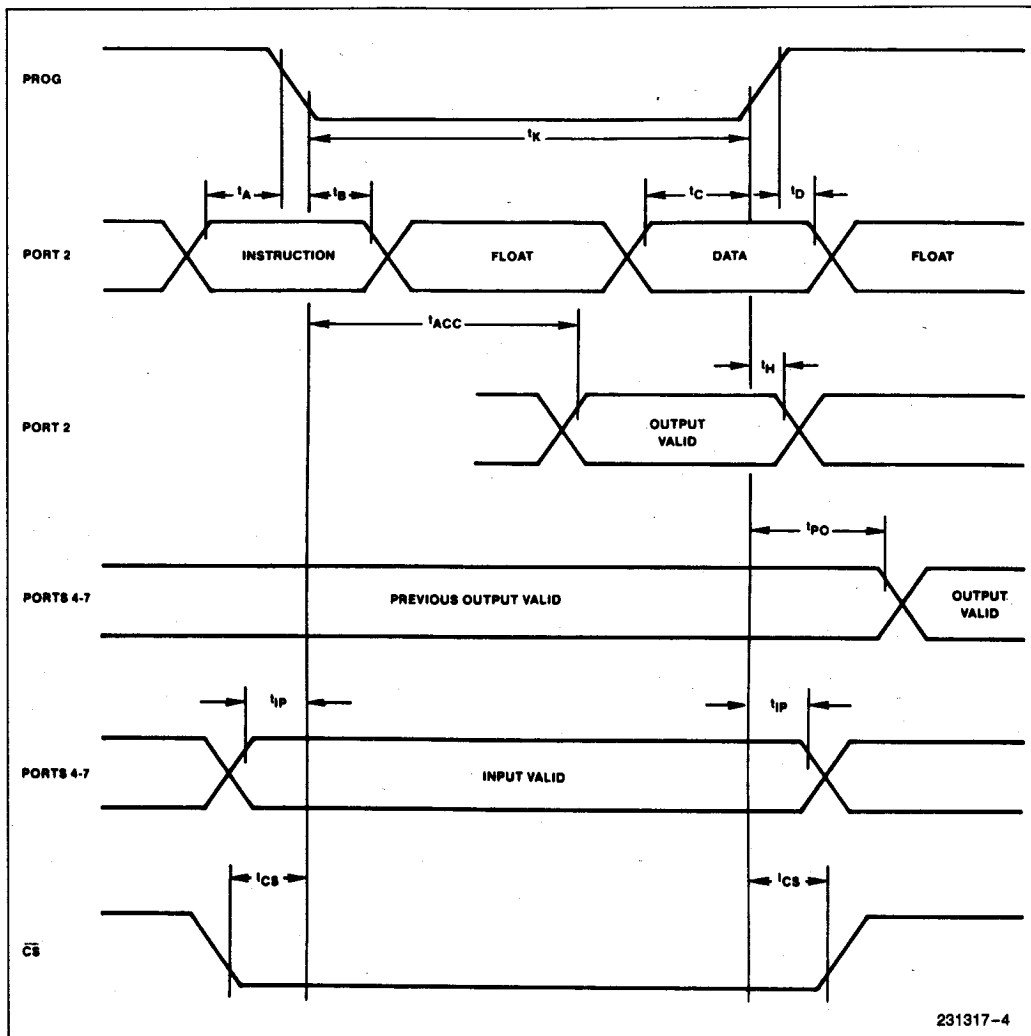 PROG
tK
tA
tB
tC
tD
PORT 2
INSTRUCTION
FLOAT
DATA
FLOAT
tACC
tH
PORT 2
OUTPUT
VALID
tPO
PORTS 4-7
PREVIOUS OUTPUT VALID
OUTPUT
VALID
tIP
tIP
PORTS 4-7
INPUT VALID
tCS
tCS
C̅S̅
231317-4